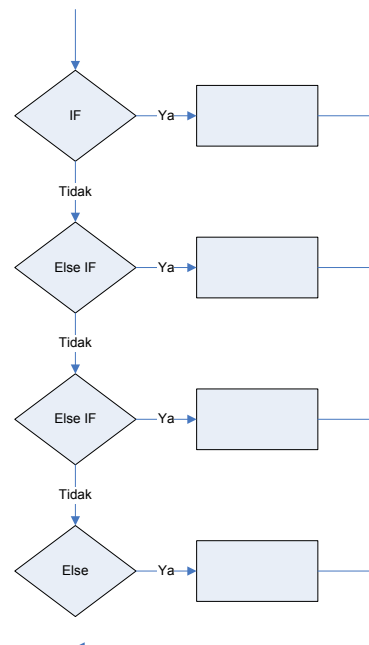 IF
Ya
Tidak
Else IF
Ya
Tidak
Else IF
Ya
Tidak
Else
Ya